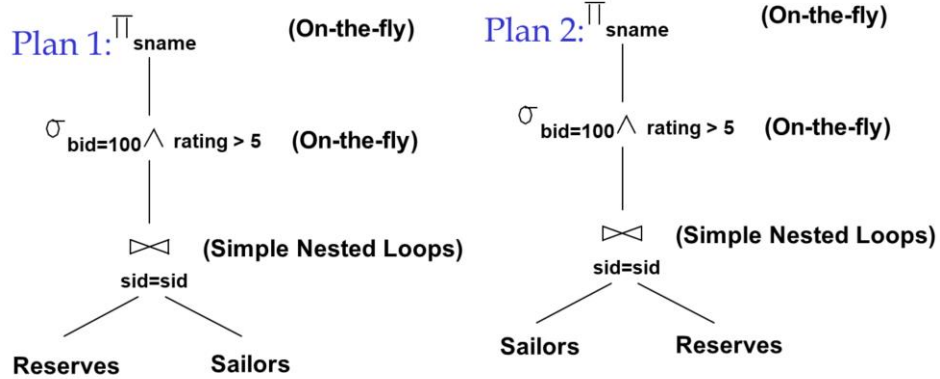 Plan 1: π sname (On-the-fly)
σ bid=100 ∧ rating > 5 (On-the-fly)
⋈ (Simple Nested Loops)
sid=sid
Reserves Sailors
Plan 2: π sname (On-the-fly)
σ bid=100 ∧ rating > 5 (On-the-fly)
⋈ (Simple Nested Loops)
sid=sid
Sailors Reserves